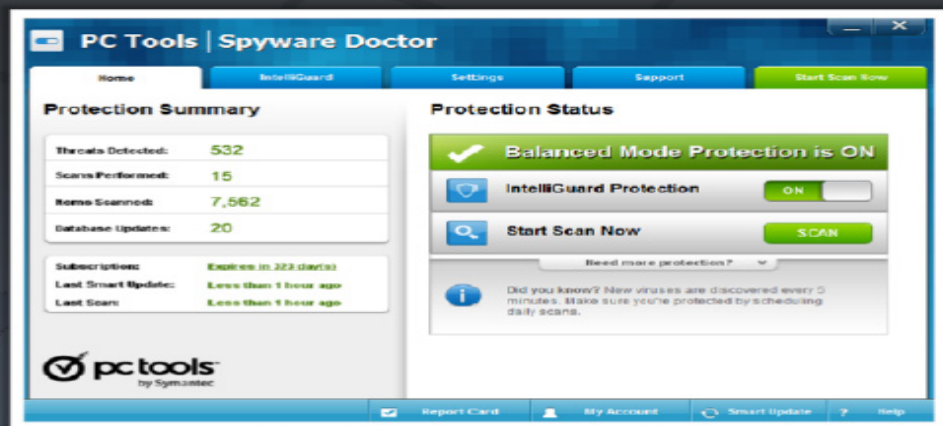 PC Tools | Spyware Doctor
Home
IntelliGuard
Settings
Support
Start Scan Now
Protection Summary
Threats Detected: 532
Scans Performed: 15
Items Scanned: 7,562
Database Updates: 20
Subscription: Expires in 323 day(s)
Last Smart Update: Less than 1 hour ago
Last Scan: Less than 1 hour ago
pc tools
by Symantec
Protection Status
Balanced Mode Protection is ON
IntelliGuard Protection
ON
Start Scan Now
SCAN
Need more protection?
Did you know? New viruses are discovered every 5
minutes. Make sure you're protected by scheduling
daily scans.
Report Card
My Account
Smart Update
? Help